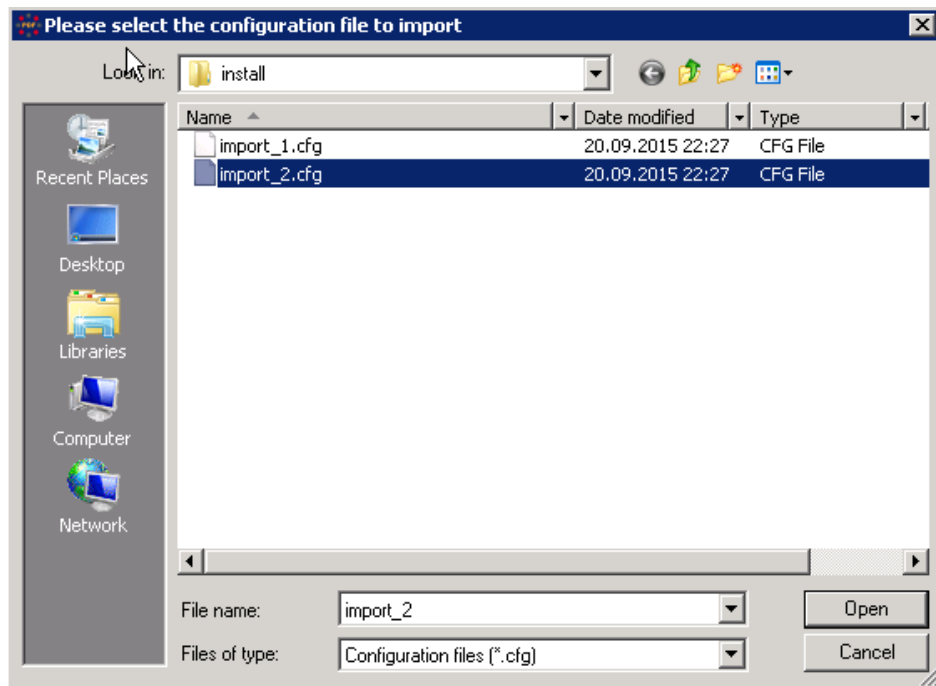 Please select the configuration file to import
Look in: install
Name Date modified Type
import_1.cfg 20.09.2015 22:27 CFG File
import_2.cfg 20.09.2015 22:27 CFG File
Recent Places
Desktop
Libraries
Computer
Network
File name: import_2 Open
Files of type: Configuration files (*.cfg) Cancel